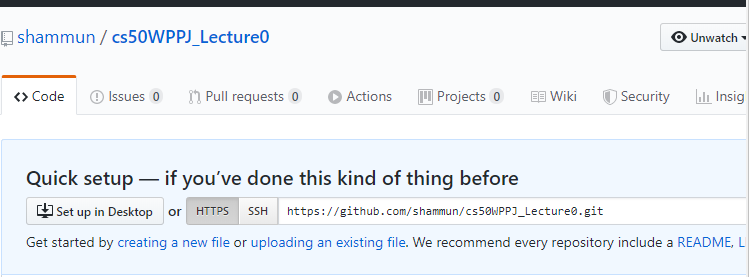 shammun / cs50WPPJ_Lecture0
Unwatch
Code Issues 0 Pull requests 0 Actions Projects 0 Wiki Security
Quick setup — if you’ve done this kind of thing before
Set up in Desktop or HTTPS SSH https://github.com/shammun/cs50WPPJ_Lecture0.git
Get started by creating a new file or uploading an existing file. We recommend every repository include a README,